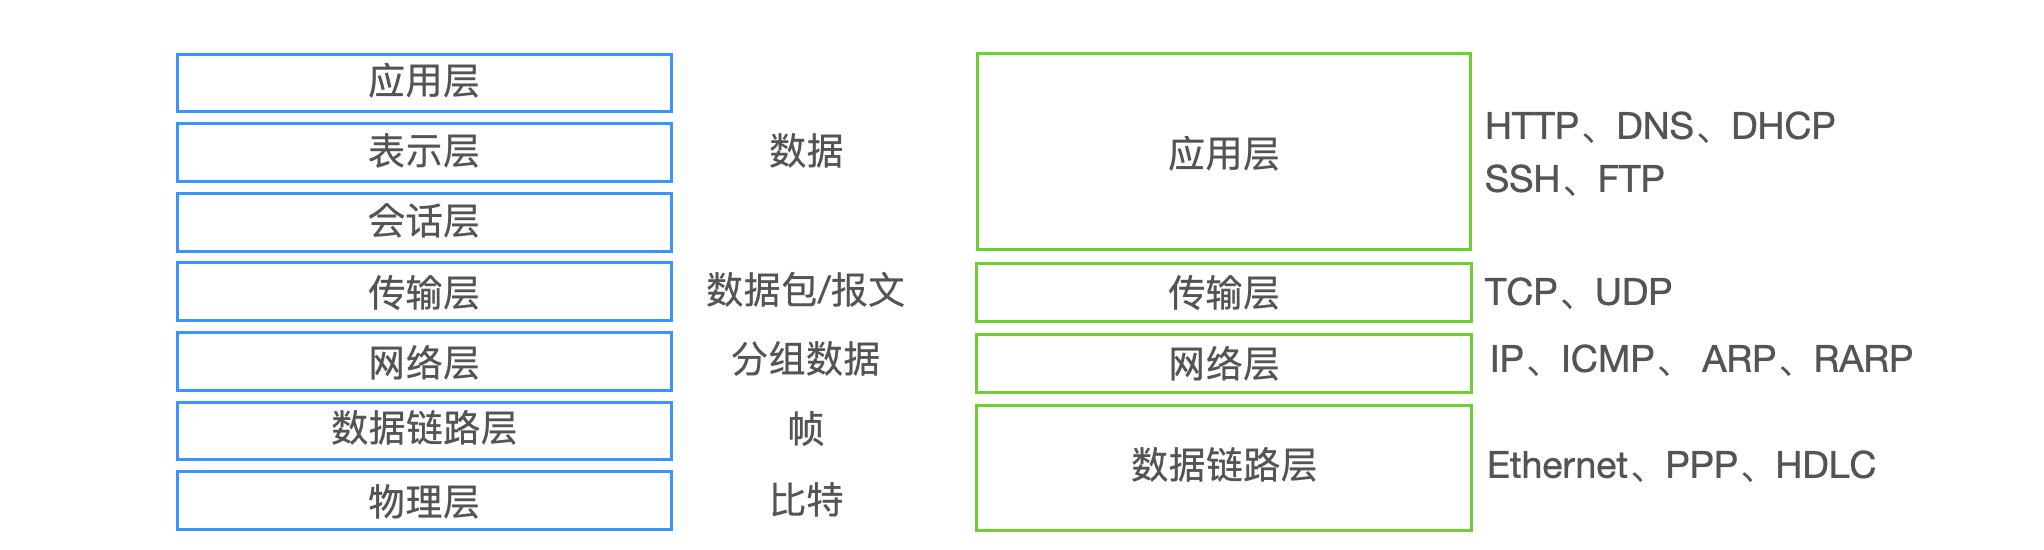 应用层
表示层
会话层
传输层
网络层
数据链路层
物理层
数据
数据包/报文
分组数据
帧
比特
应用层
传输层
网络层
数据链路层
HTTP、DNS、DHCP
SSH、FTP
TCP、UDP
IP、ICMP、 ARP、RARP
Ethernet、PPP、HDLC